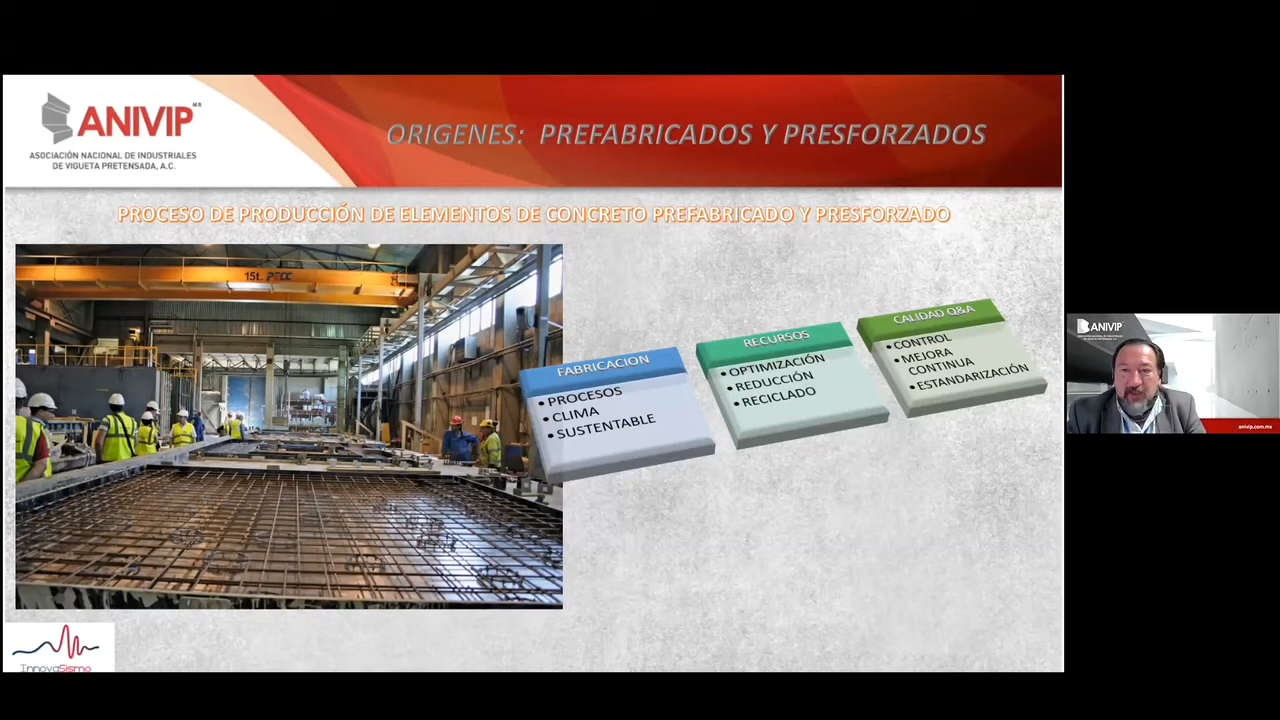 ANIVIP M.R.
ASOCIACIÓN NACIONAL DE INDUSTRIALES
DE VIGUETA PRETENSADA, A.C.
ORIGENES: PREFABRICADOS Y PRESFORZADOS
PROCESO DE PRODUCCIÓN DE ELEMENTOS DE CONCRETO PREFABRICADO Y PRESFORZADO
15t. PECC
FABRICACION
• PROCESOS
• CLIMA
• SUSTENTABLE
RECURSOS
• OPTIMIZACIÓN
• REDUCCIÓN
• RECICLADO
CALIDAD Q&A
• CONTROL
• MEJORA
CONTINUA
• ESTANDARIZACIÓN
InnovaSismo
ANIVIP
anivip.com.mx